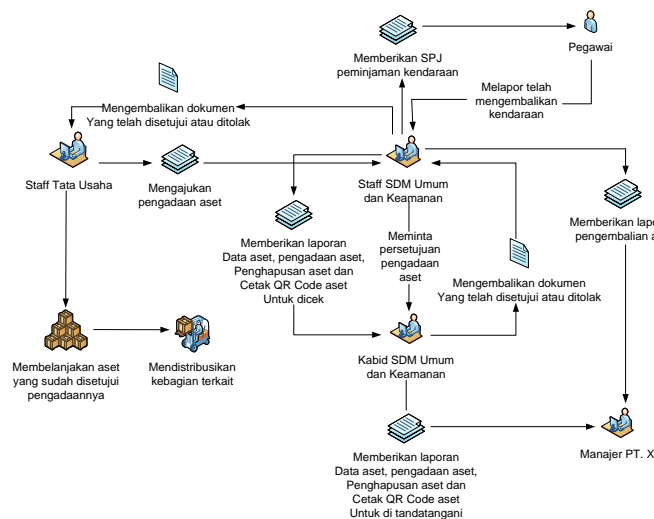 Memberikan SPJ
peminjaman kendaraan
Pegawai
Melapor telah
mengembalikan
kendaraan
Mengembalikan dokumen
Yang telah disetujui atau ditolak
Staff Tata Usaha
Mengajukan
pengadaan aset
Staff SDM Umum
dan Keamanan
Memberikan laporan
Data aset, pengadaan aset,
Penghapusan aset dan
Cetak QR Code aset
Untuk dicek
Meminta
persetujuan
pengadaan
aset
Mengembalikan dokumen
Yang telah disetujui atau ditolak
Memberikan
pengembalian
Membelanjakan aset
yang sudah disetujui
pengadaannya
Mendistribusikan
kebagian terkait
Kabid SDM Umum
dan Keamanan
Memberikan laporan
Data aset, pengadaan aset,
Penghapusan aset dan
Cetak QR Code aset
Untuk di tandatangani
Manajer PT. X